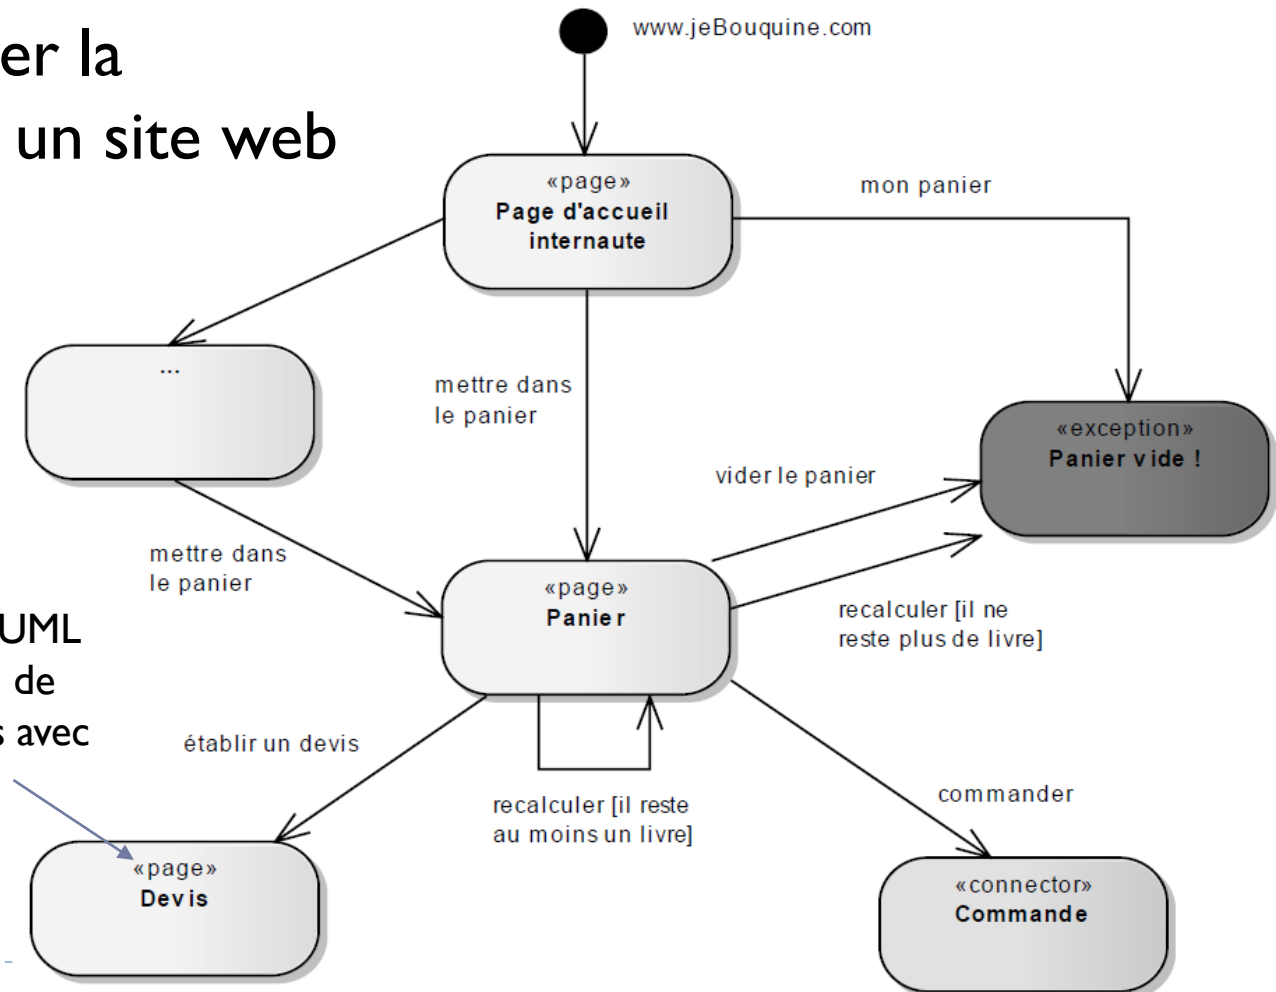 er la
un site web
www.jeBouquine.com
«page»
Page d'accueil
internaute
mon panier
...
mettre dans
le panier
«exception»
Panier vide !
vider le panier
mettre dans
le panier
«page»
Panier
recalculer [il ne
reste plus de livre]
UML
de
s avec
établir un devis
recalculer [il reste
au moins un livre]
commander
«page»
Devis
«connector»
Commande